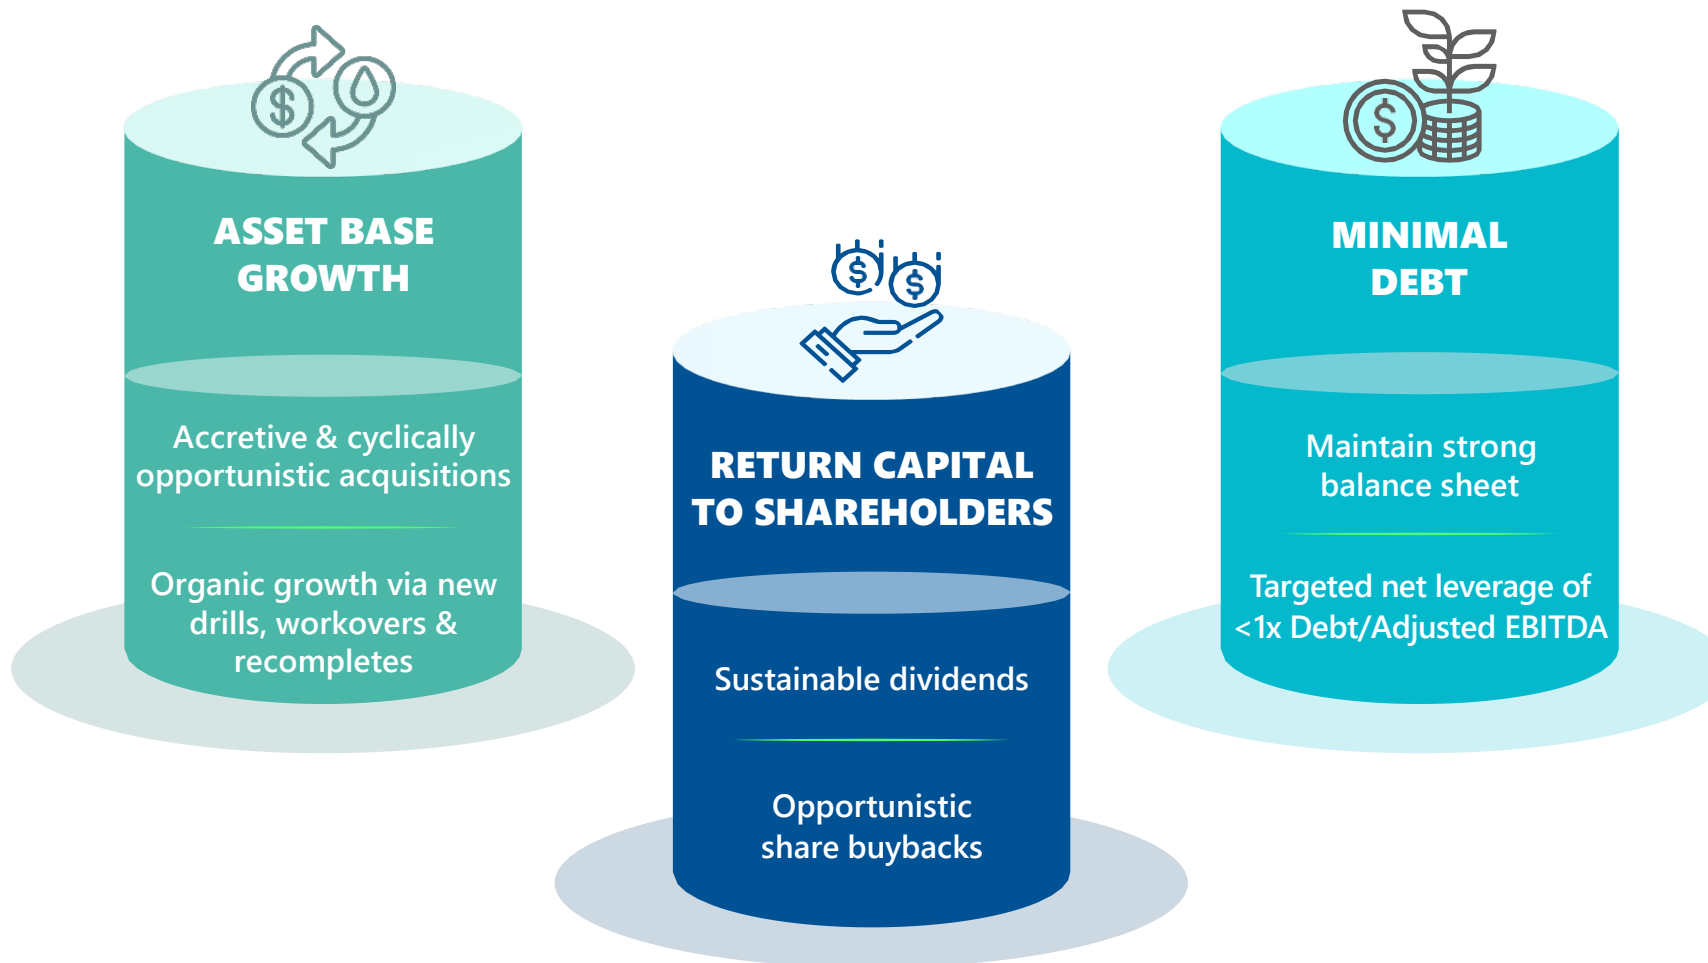 ASSET BASE
GROWTH
Accretive & cyclically
opportunistic acquisitions
Organic growth via new
drills, workovers &
recompletes
RETURN CAPITAL
TO SHAREHOLDERS
Sustainable dividends
Opportunistic
share buybacks
MINIMAL
DEBT
Maintain strong
balance sheet
Targeted net leverage of
<1x Debt/Adjusted EBITDA